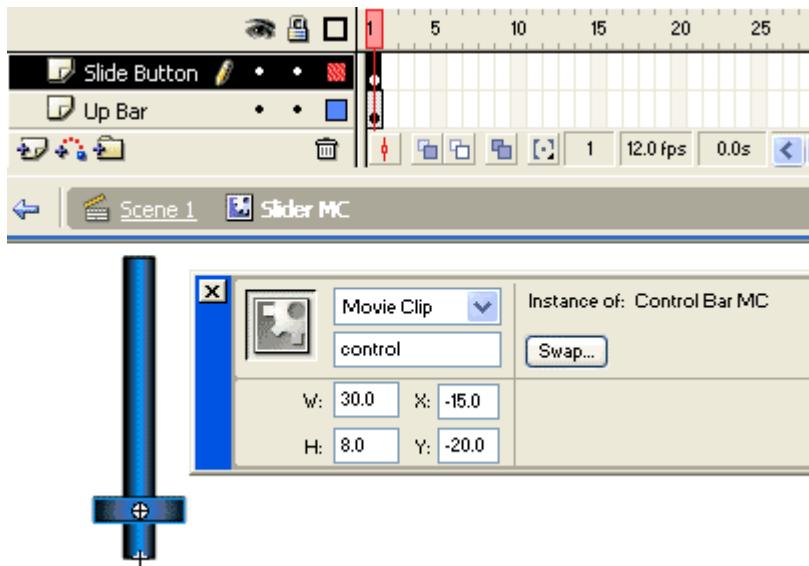 1 5 10 15 20 25
Slide Button
Up Bar
1 12.0 fps 0.0s
Scene 1 Slider MC
Movie Clip Instance of: Control Bar MC
control Swap...
W: 30.0 X: -15.0
H: 8.0 Y: -20.0